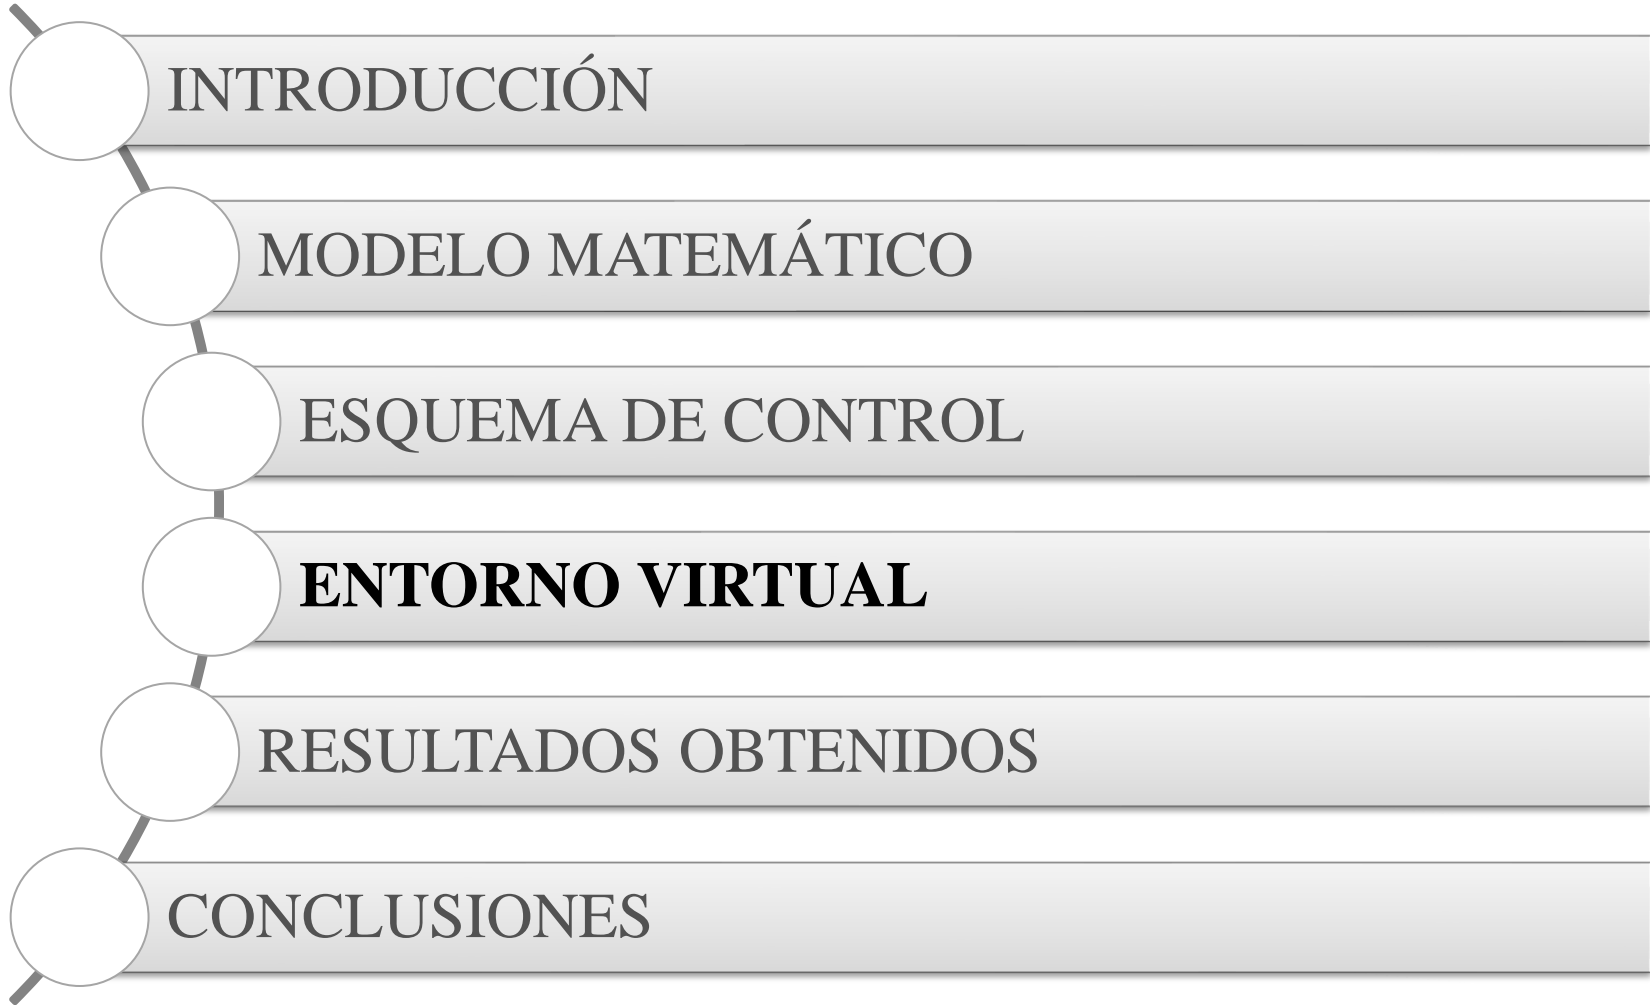 INTRODUCCIÓN
MODELO MATEMÁTICO
ESQUEMA DE CONTROL
ENTORNO VIRTUAL
RESULTADOS OBTENIDOS
CONCLUSIONES